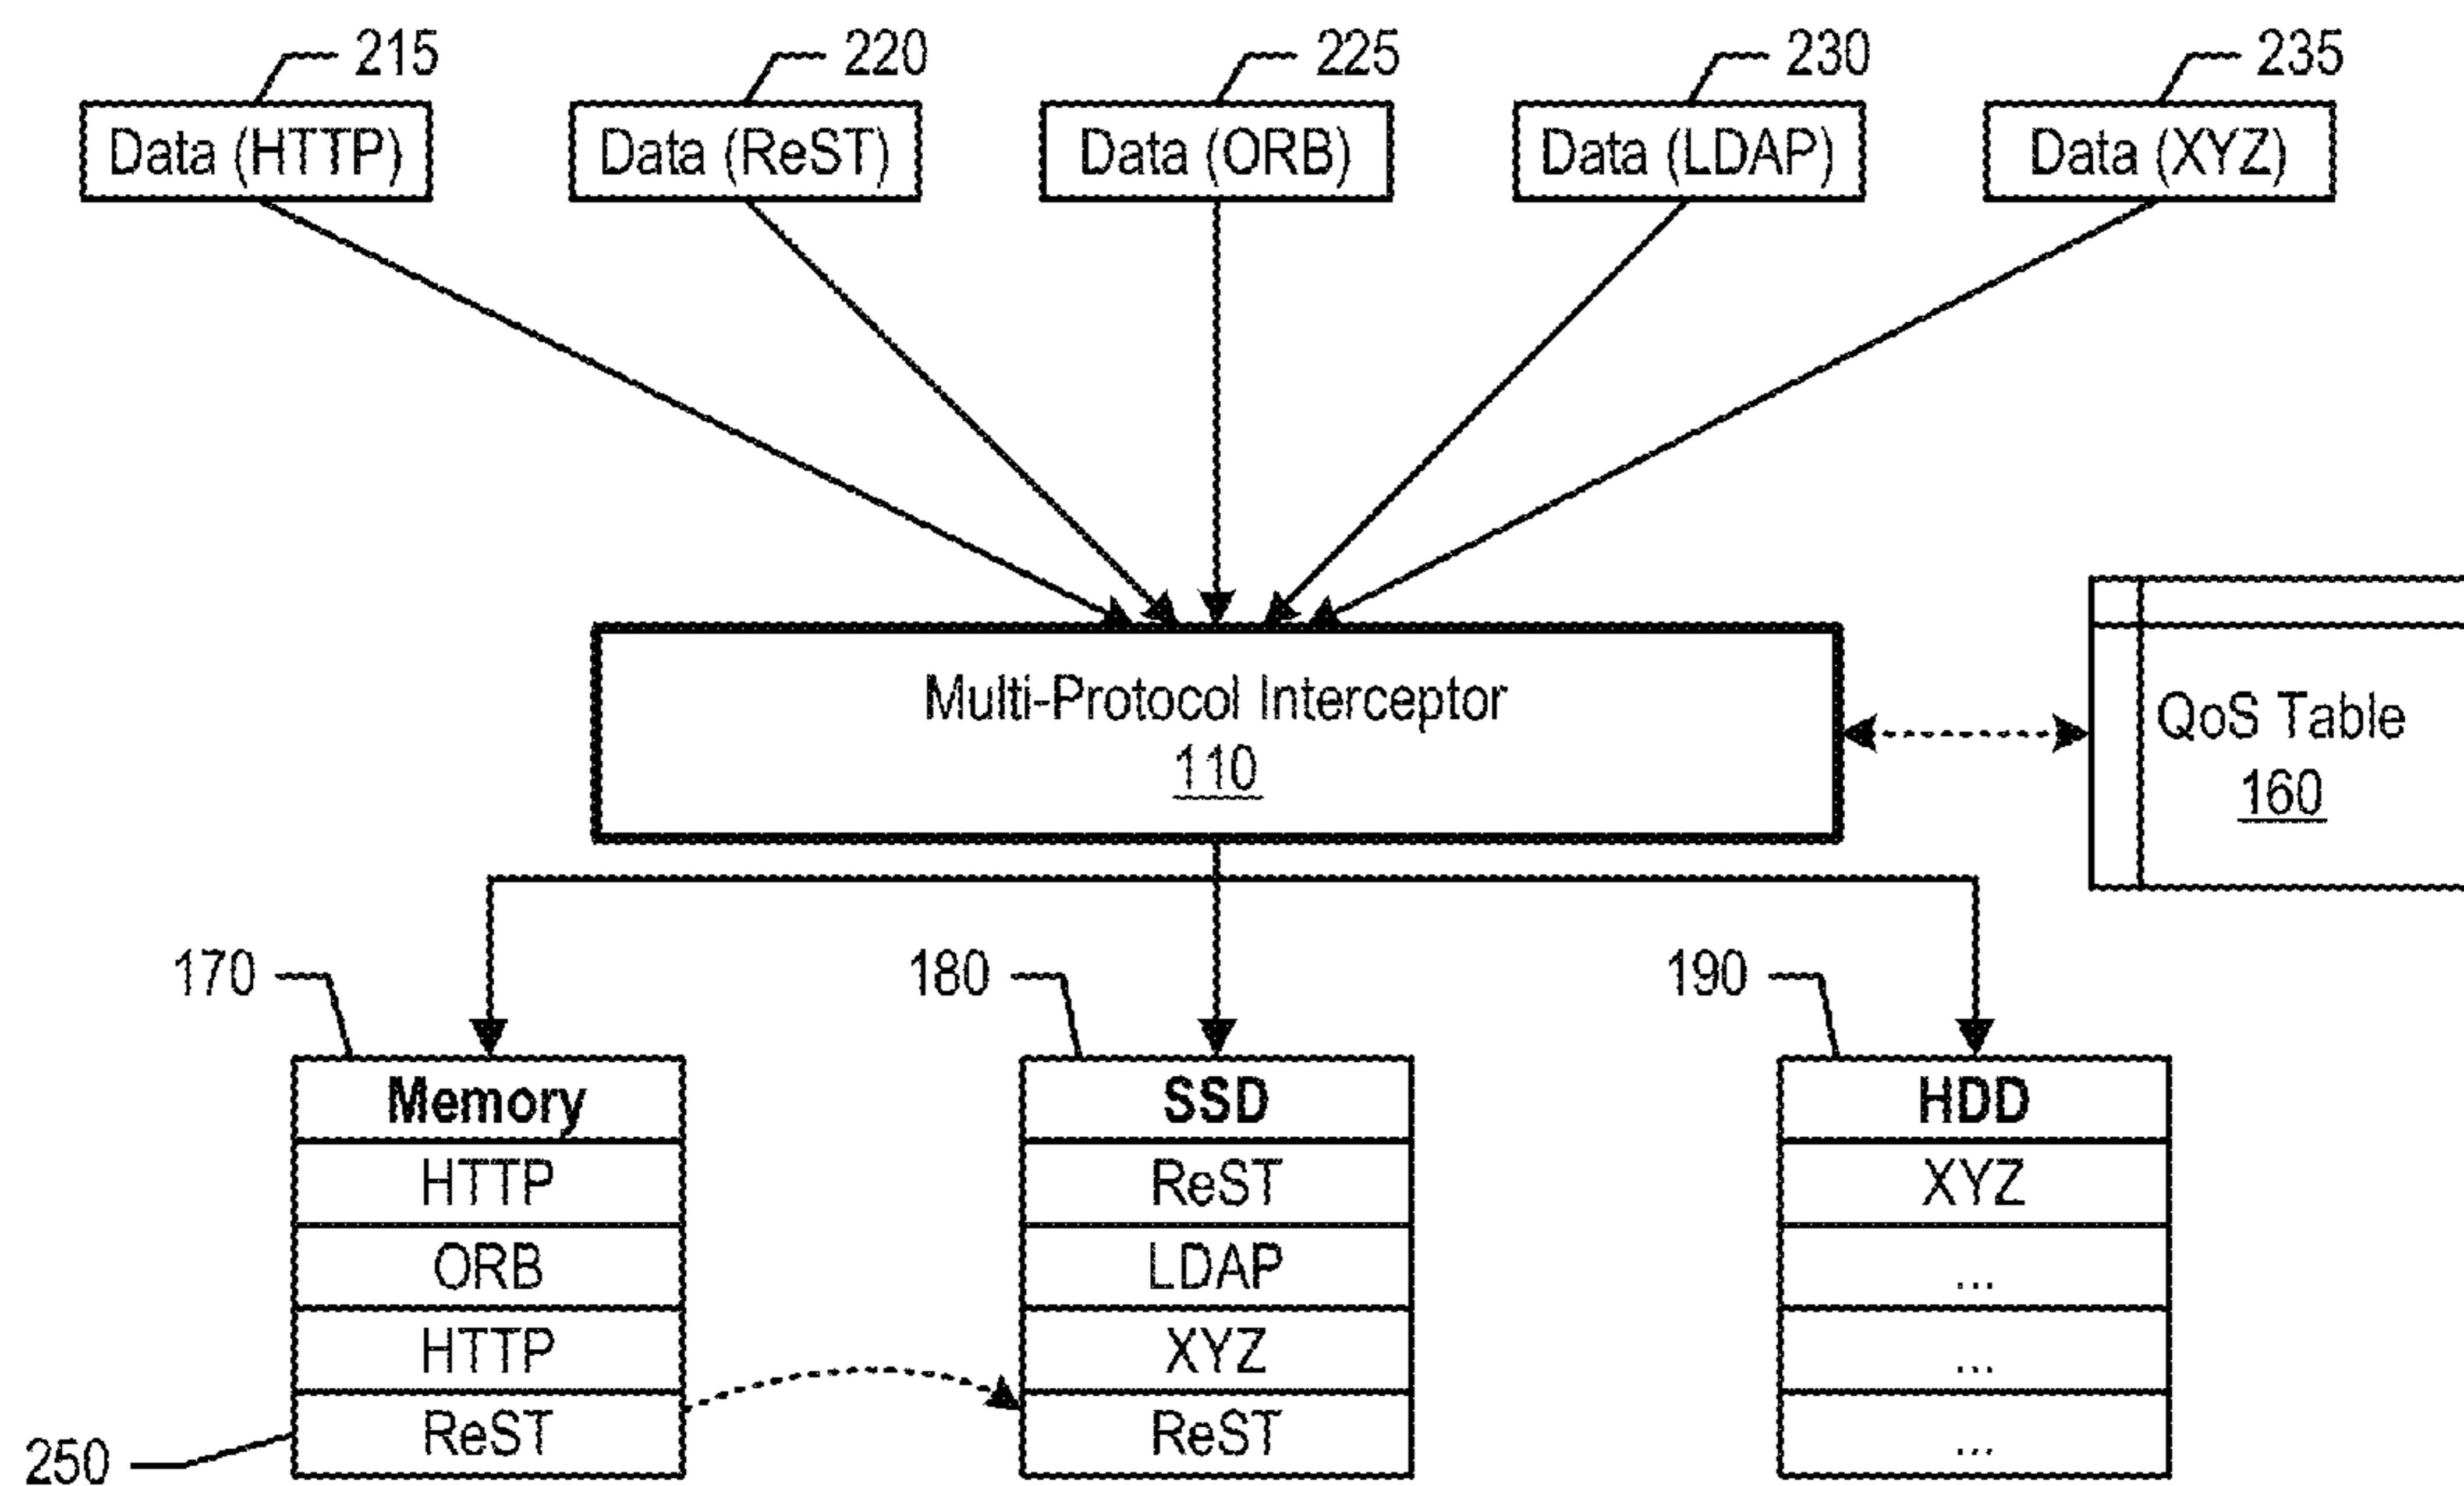 215 220 225 230 235
Data (HTTP) Data (ReST) Data (ORB) Data (LDAP) Data (XYZ)
Multi-Protocol Interceptor
110
QoS Table
160
170 180 190
Memory SSD HDD
HTTP ReST XYZ
ORB LDAP ...
HTTP XYZ ...
ReST ReST ...
250